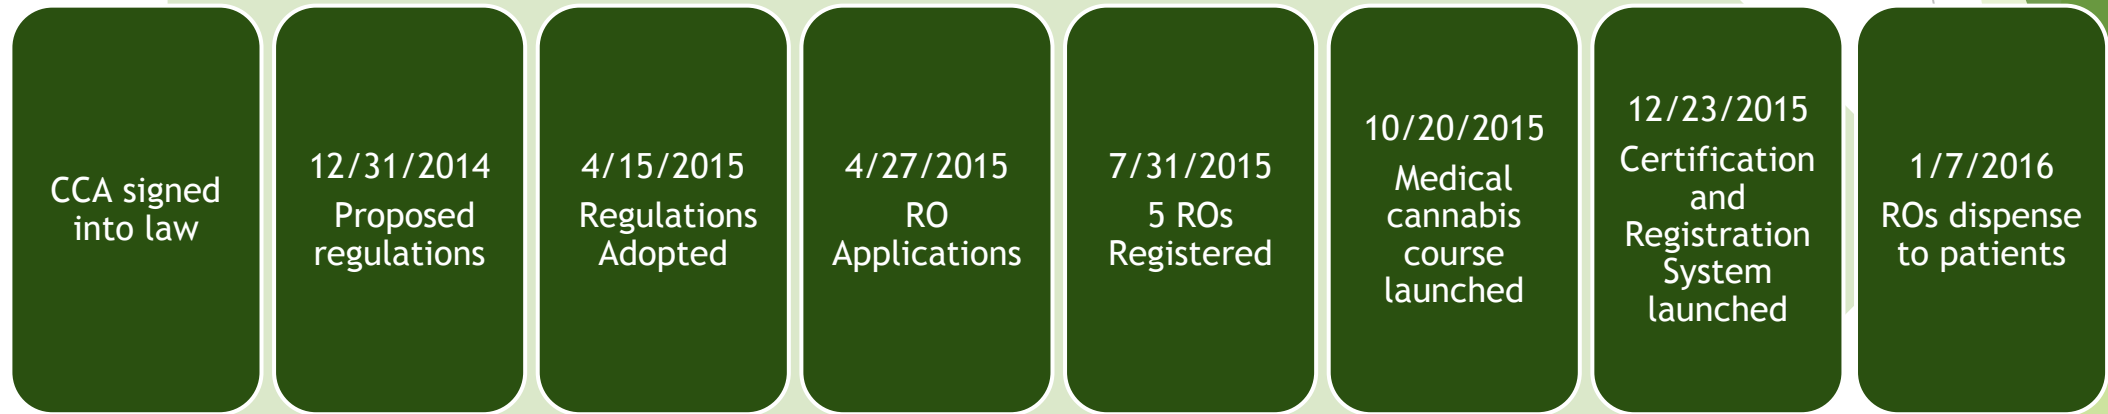 CCA signed
into law
12/31/2014
Proposed
regulations
4/15/2015
Regulations
Adopted
4/27/2015
RO
Applications
7/31/2015
5 ROs
Registered
10/20/2015
Medical
cannabis
course
launched
12/23/2015
Certification
and
Registration
System
launched
1/7/2016
ROs dispense
to patients